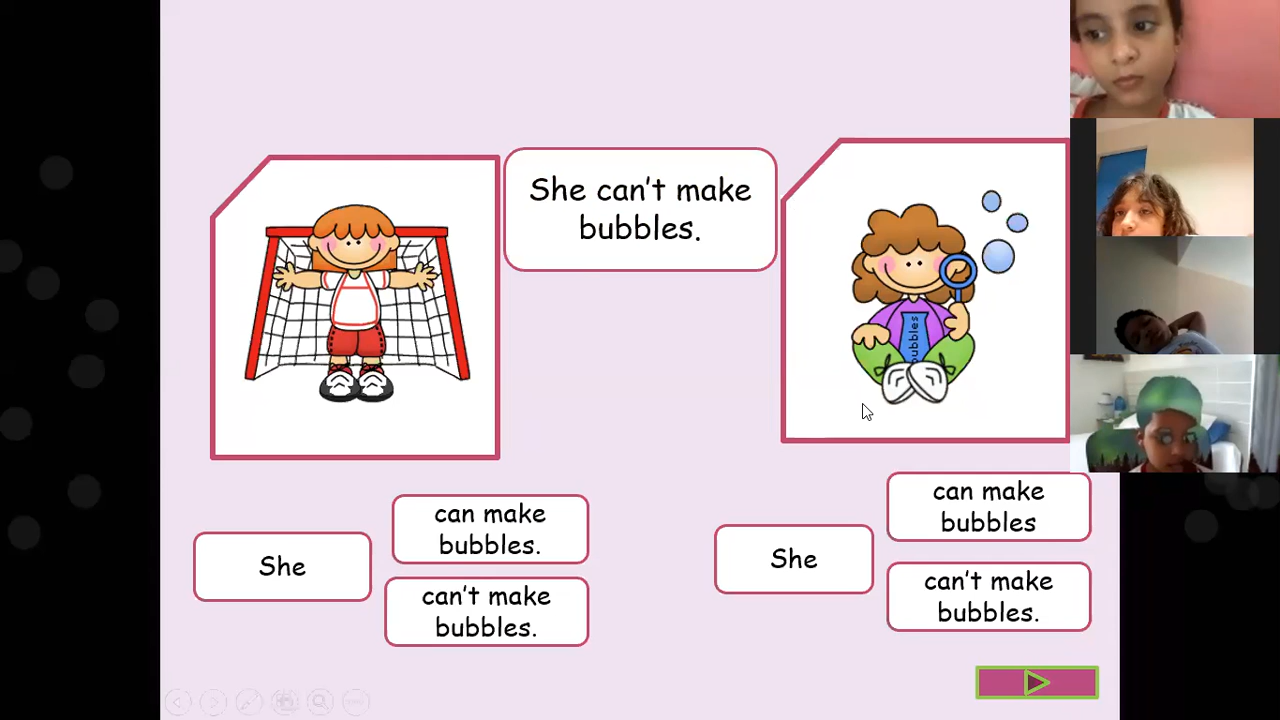 She can't make
bubbles.
bubbles
She
can make
bubbles.
can't make
bubbles.
She
can make
bubbles
can't make
bubbles.